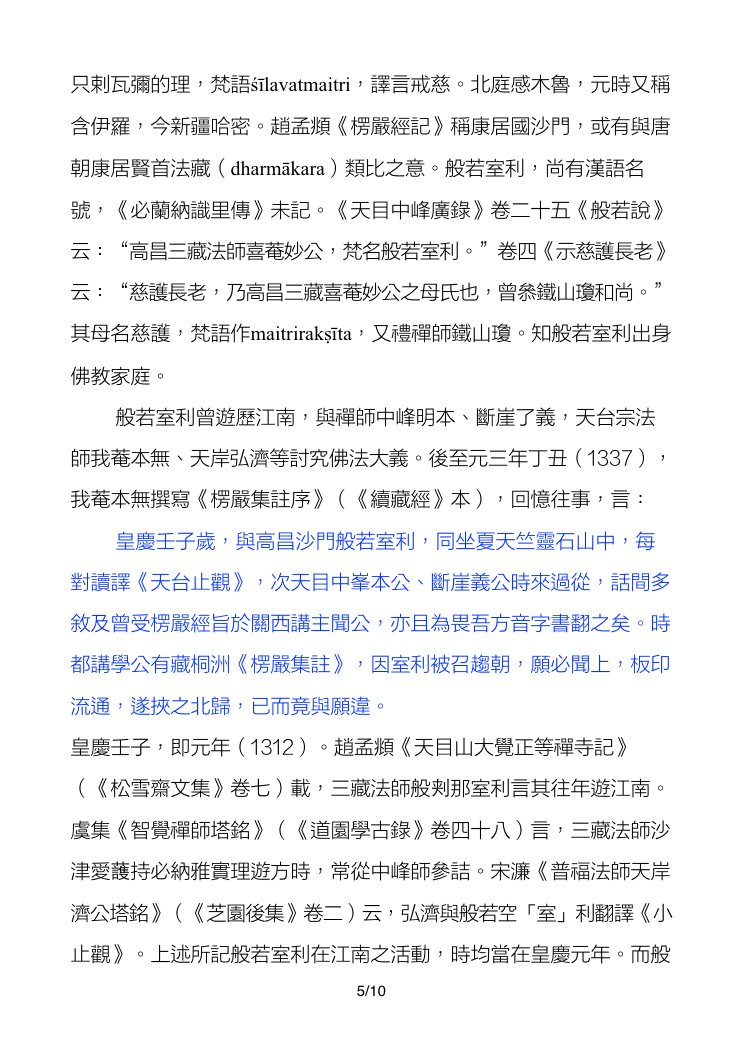 只剌瓦彌的理，梵語śīlavatmaitri，譯言戒慈。北庭感木魯，元時又稱
含伊羅，今新疆哈密。趙孟頫《楞嚴經記》稱康居國沙門，或有與唐
朝康居賢首法藏（dharmākara）類比之意。般若室利，尚有漢語名
號，《必蘭納識里傳》未記。《天目中峰廣錄》卷二十五《般若說》
云：“高昌三藏法師喜菴妙公，梵名般若室利。”卷四《示慈護長老》
云：“慈護長老，乃高昌三藏喜菴妙公之母氏也，曾叅鐵山瓊和尚。”
其母名慈護，梵語作maitrirakṣīta，又禮禪師鐵山瓊。知般若室利出身
佛教家庭。
般若室利曾遊歷江南，與禪師中峰明本、斷崖了義，天台宗法
師我菴本無、天岸弘濟等討究佛法大義。後至元三年丁丑（1337），
我菴本無撰寫《楞嚴集註序》（《續藏經》本），回憶往事，言：
皇慶壬子歲，與高昌沙門般若室利，同坐夏天竺靈石山中，每
對讀譯《天台止觀》，次天目中峯本公、斷崖義公時來過從，話間多
敘及曾受楞嚴經旨於關西講主聞公，亦且為畏吾方音字書翻之矣。時
都講學公有藏桐洲《楞嚴集註》，因室利被召趨朝，願必聞上，板印
流通，遂挾之北歸，已而竟與願違。
皇慶壬子，即元年（1312）。趙孟頫《天目山大覺正等禪寺記》
（《松雪齋文集》卷七）載，三藏法師般剌那室利言其往年遊江南。
虞集《智覺禪師塔銘》（《道園學古錄》卷四十八）言，三藏法師沙
津愛護持必納雅實理遊方時，常從中峰師參詰。宋濂《普福法師天岸
濟公塔銘》（《芝園後集》卷二）云，弘濟與般若空「室」利翻譯《小
止觀》。上述所記般若室利在江南之活動，時均當在皇慶元年。而般
5/10